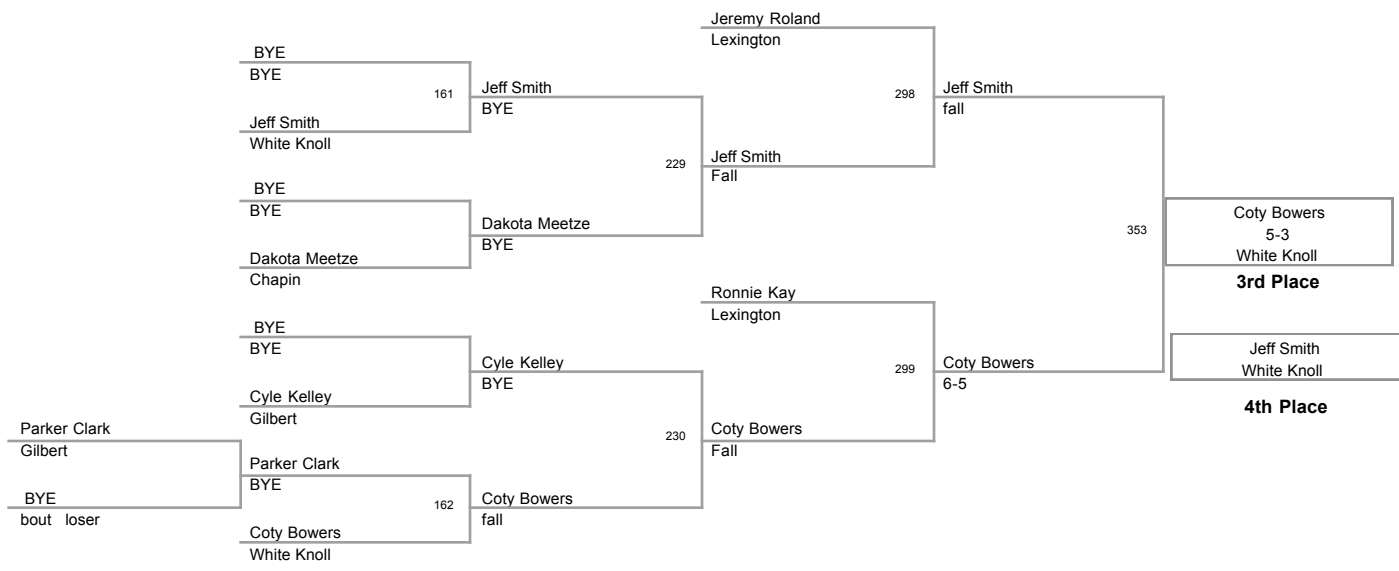 Jeremy Roland
Lexington
BYE
BYE
161
Jeff Smith
BYE
298
Jeff Smith
fall
Jeff Smith
White Knoll
229
Jeff Smith
Fall
BYE
BYE
Dakota Meetze
BYE
353
Coty Bowers
5-3
White Knoll
3rd Place
Dakota Meetze
Chapin
Ronnie Kay
Lexington
BYE
BYE
Cyle Kelley
BYE
299
Coty Bowers
6-5
Jeff Smith
White Knoll
4th Place
Cyle Kelley
Gilbert
Parker Clark
Gilbert
230
Coty Bowers
Fall
Parker Clark
BYE
BYE
bout loser
162
Coty Bowers
fall
Coty Bowers
White Knoll